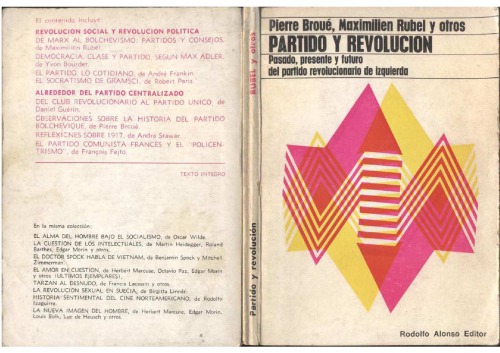 El contenido incluye:
REVOLUCION SOCIAL Y REVOLUCION POLITICA
DE MARX AL BOLCHEVISMO: PARTIDOS Y CONSEJOS,
de Maximilien Rubel
DEMOCRACIA, CLASE Y PARTIDO SEGUN MAX ADLER,
de Yvon Bourdet
EL PARTIDO, LO COTIDIANO, de André Frankin
EL SOCRATISMO DE GRAMSCI, de Robert Paris
ALREDEDOR DEL PARTIDO CENTRALIZADO
DEL CLUB REVOLUCIONARIO AL PARTIDO UNICO, de
Daniel Guérin.
OBSERVACIONES SOBRE LA HISTORIA DEL PARTIDO
BOLCHEVIQUE, de Pierre Broué.
REFLEXIONES SOBRE 1917, de André Stawar.
EL PARTIDO COMUNISTA FRANCES Y EL "POLICEN-
TRISMO", de François Fejto.
TEXTO INTEGRO
En la misma colección:
EL ALMA DEL HOMBRE BAJO EL SOCIALISMO, de Oscar Wilde.
LA CUESTION DE LOS INTELECTUALES, de Martin Heidegger, Roland
Barthes, Edgar Morin y otros.
EL DOCTOR SPOCK HABLA DE VIETNAM, de Benjamin Spock y Mitchell
Zimmerman.
EL AMOR EN CUESTION, de Herbert Marcuse, Octavio Paz, Edgar Morin
y otros (ULTIMOS EJEMPLARES).
TARZAN AL DESNUDO, de Francis Lacassin y otros.
LA REVOLUCION SEXUAL EN SUECIA, de Birgitta Linnér.
HISTORIA SENTIMENTAL DEL CINE NORTEAMERICANO, de Rodolfo
Izaguirre.
LA NUEVA IMAGEN DEL HOMBRE, de Herbert Marcuse, Edgar Morin,
Louis Bolk, Luc de Heusch y otros.
RUBEL y otros
Partido y revolución
Pierre Broué, Maximilien Rubel y otros
PARTIDO Y REVOLUCION
Pasado, presente y futuro
del partido revolucionario de izquierda
Rodolfo Alonso Editor